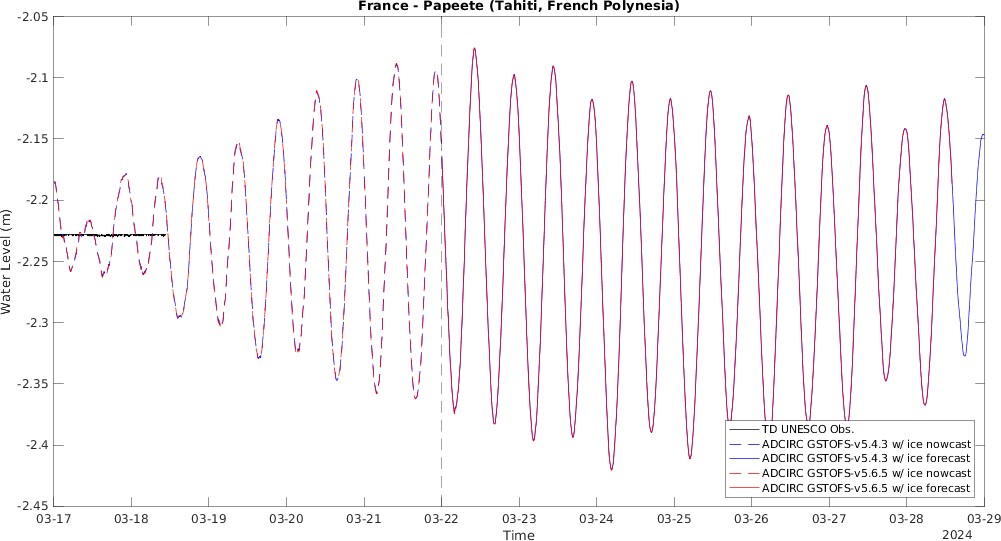 France - Papeete (Tahiti, French Polynesia)
Water Level (m)
-2.05
-2.1
-2.15
-2.2
-2.25
-2.3
-2.35
-2.4
-2.45
TD UNESCO Obs.
ADCIRC GSTOFS-v5.4.3 w/ ice nowcast
ADCIRC GSTOFS-v5.4.3 w/ ice forecast
ADCIRC GSTOFS-v5.6.5 w/ ice nowcast
ADCIRC GSTOFS-v5.6.5 w/ ice forecast
03-17 03-18 03-19 03-20 03-21 03-22 03-23 03-24 03-25 03-26 03-27 03-28 03-29
Time
2024